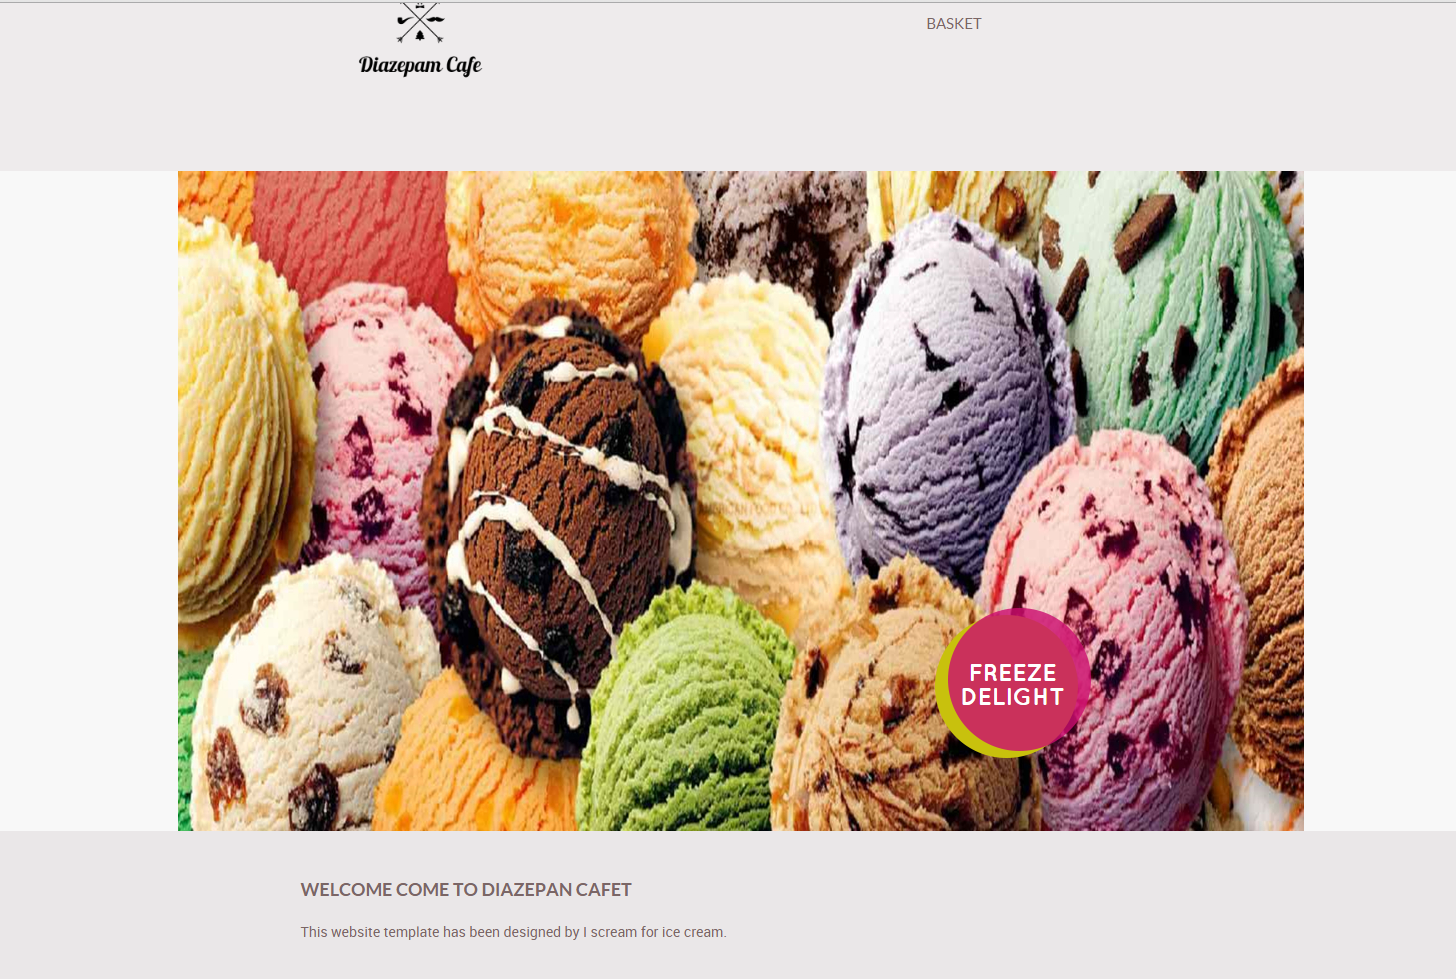 BASKET
Diazepam Cafe
FREEZE
DELIGHT
WELCOME COME TO DIAZEPAN CAFET
This website template has been designed by I scream for ice cream.